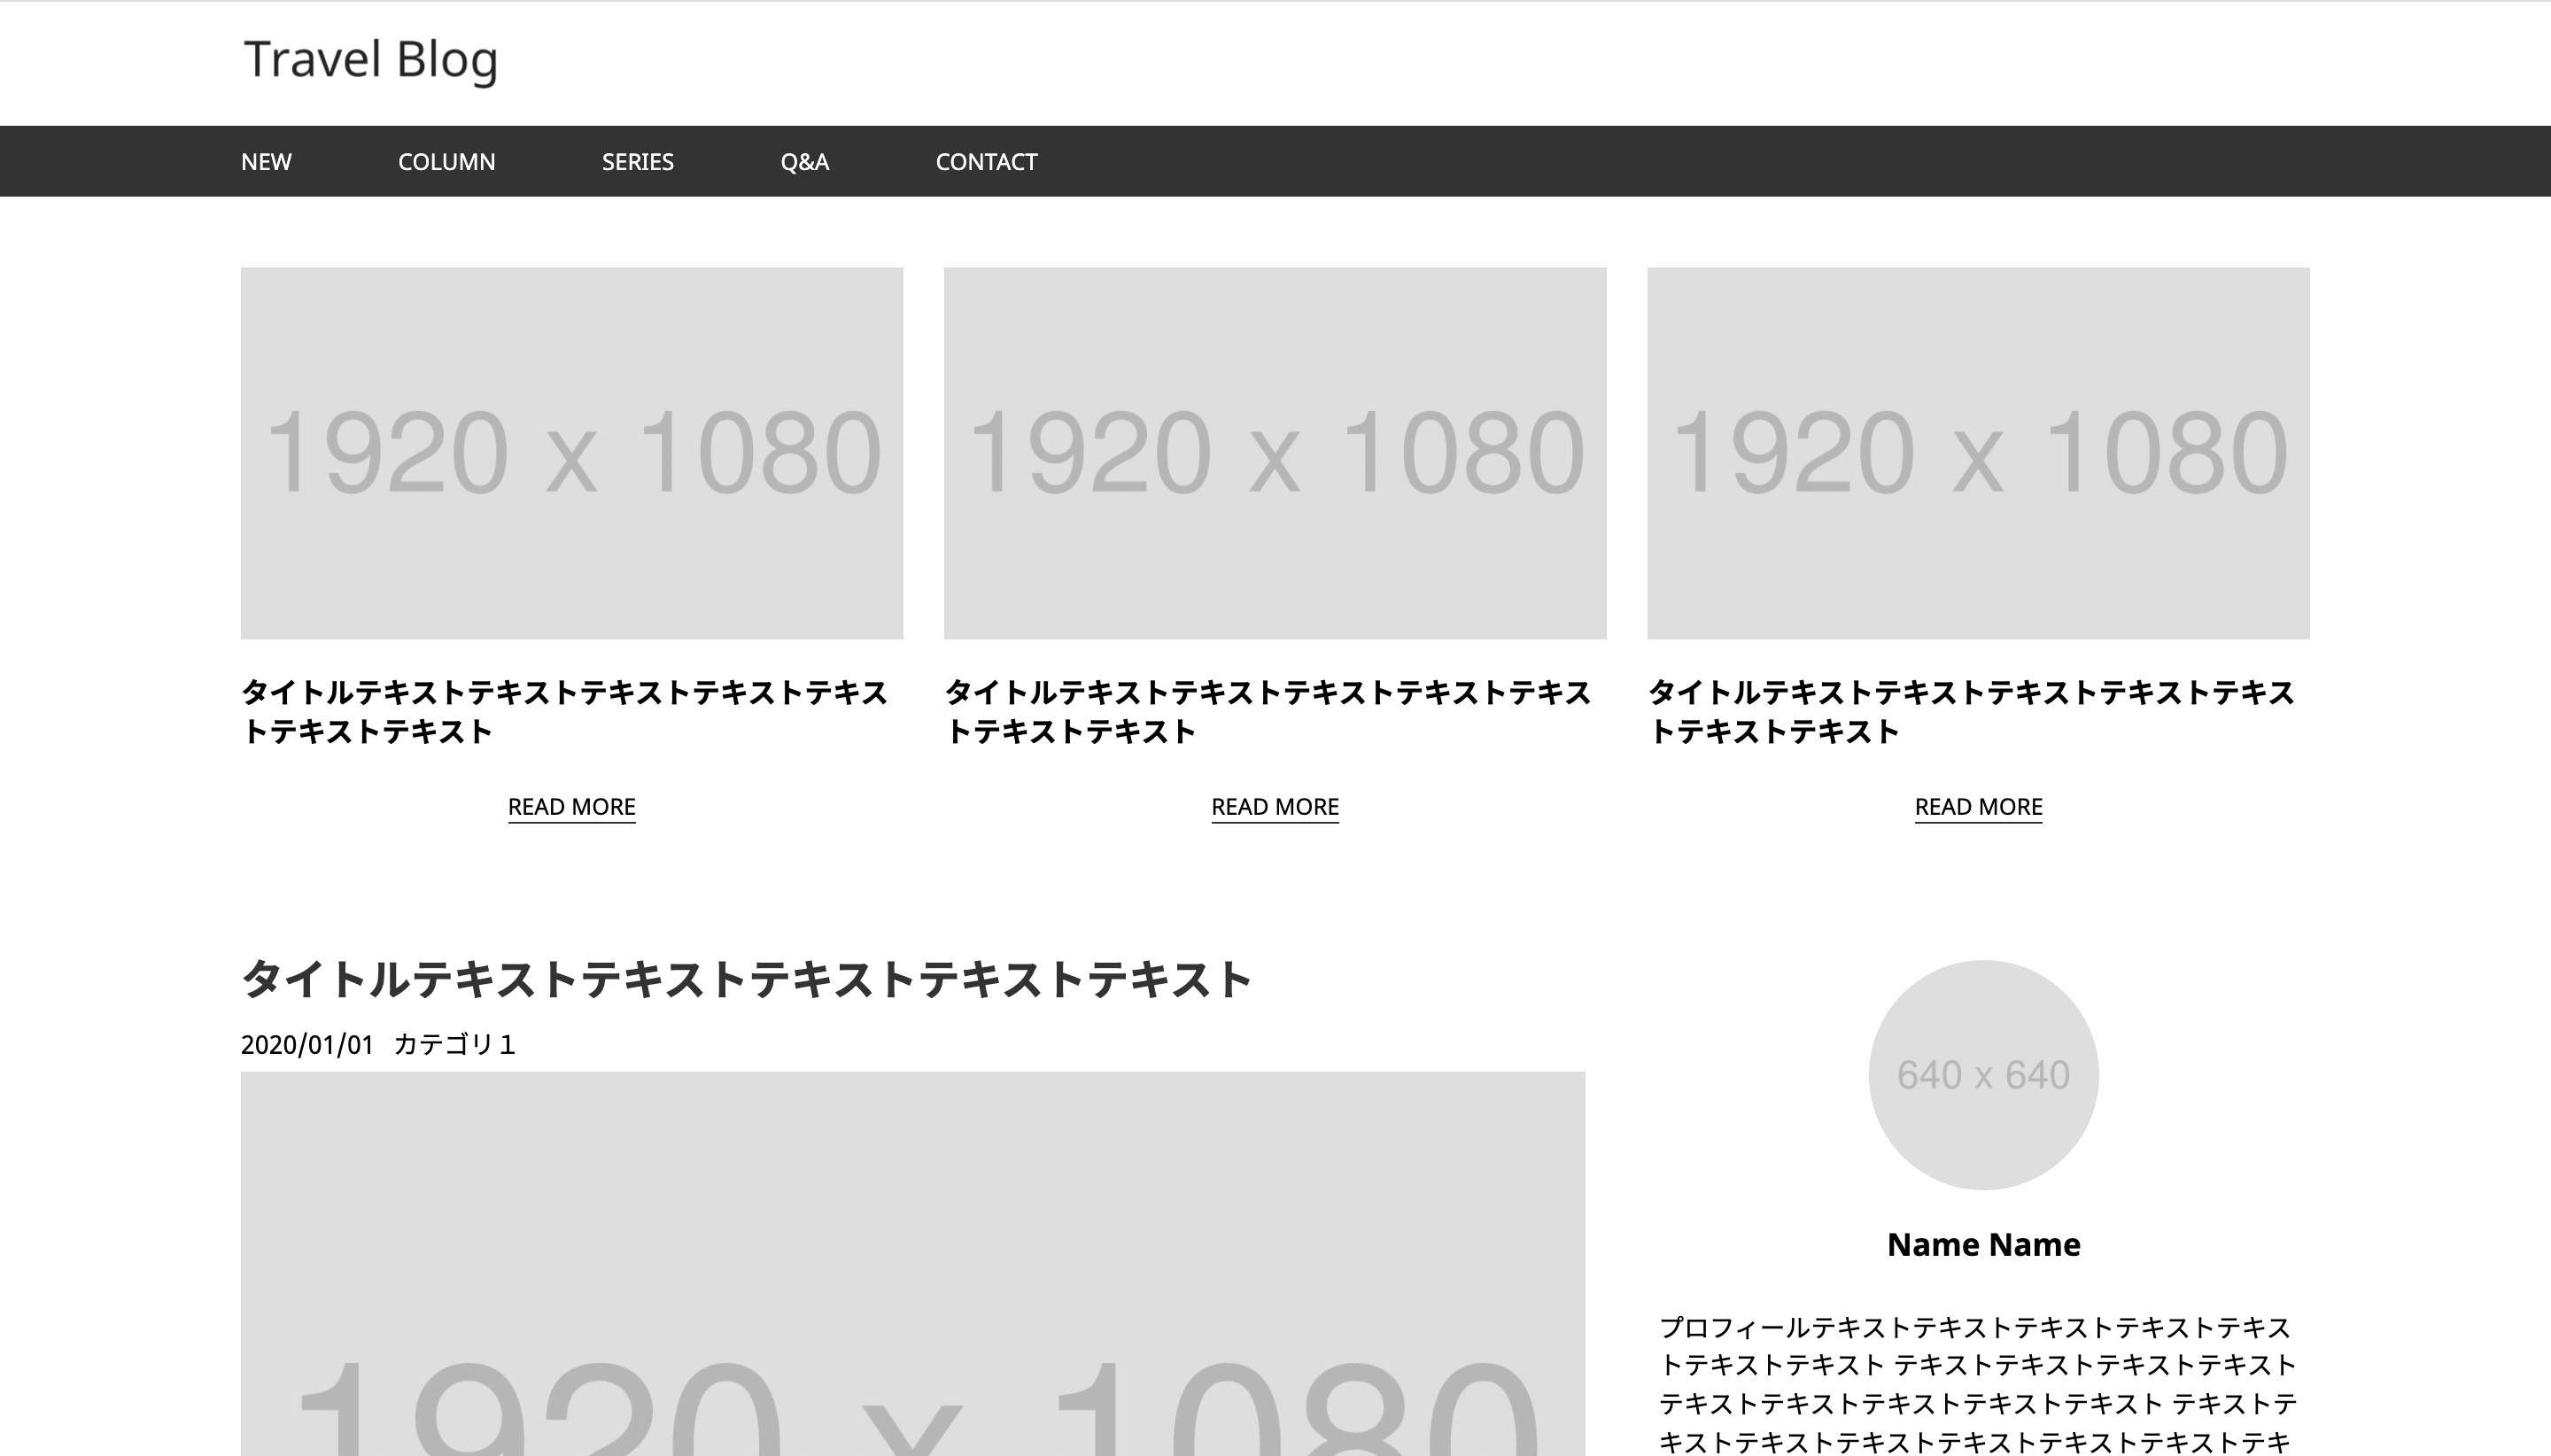 Travel Blog
NEW COLUMN SERIES Q&A CONTACT
1920 x 1080
タイトルテキストテキストテキストテキストテキス
トテキストテキスト
READ MORE
1920 x 1080
タイトルテキストテキストテキストテキストテキス
トテキストテキスト
READ MORE
1920 x 1080
タイトルテキストテキストテキストテキストテキス
トテキストテキスト
READ MORE
タイトルテキストテキストテキストテキストテキスト
2020/01/01 カテゴリ１
1920 x 1080
640 x 640
Name Name
プロフィールテキストテキストテキストテキストテキス
トテキストテキスト テキストテキストテキストテキスト
テキストテキストテキストテキストテキスト テキストテ
キストテキストテキストテキストテキストテキストテキ